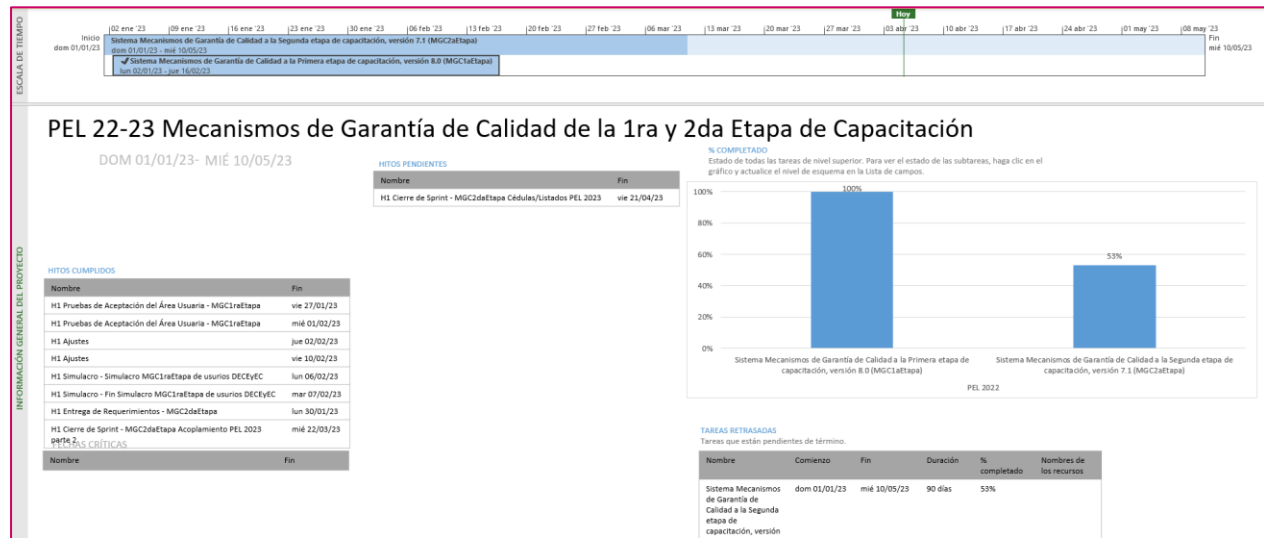 ESCALA DE TIEMPO
Hoy
02 ene '23 09 ene '23 16 ene '23 23 ene '23 30 ene '23 06 feb '23 13 feb '23 20 feb '23 27 feb '23 06 mar '23 13 mar '23 20 mar '23 27 mar '23 03 abr '23 10 abr '23 17 abr '23 24 abr '23 01 may '23 08 may '23
Inicio
dom 01/01/23
Sistema Mecanismos de Garantía de Calidad a la Segunda etapa de capacitación, versión 7.1 (MGC2aEtapa)
dom 01/01/23 - mié 10/05/23
✔Sistema Mecanismos de Garantía de Calidad a la Primera etapa de capacitación, versión 8.0 (MGC1aEtapa)
lun 02/01/23 - jue 16/02/23
Fin
mié 10/05/23
INFORMACIÓN GENERAL DEL PROYECTO
PEL 22-23 Mecanismos de Garantía de Calidad de la 1ra y 2da Etapa de Capacitación
DOM 01/01/23- MIÉ 10/05/23
HITOS PENDIENTES
Nombre Fin
H1 Cierre de Sprint - MGC2daEtapa Cédulas/Listados PEL 2023 vie 21/04/23
HITOS CUMPLIDOS
Nombre Fin
H1 Pruebas de Aceptación del Área Usuaria - MGC1raEtapa vie 27/01/23
H1 Pruebas de Aceptación del Área Usuaria - MGC1raEtapa mié 01/02/23
H1 Ajustes jue 02/02/23
H1 Ajustes vie 10/02/23
H1 Simulacro - Simulacro MGC1raEtapa de usurios DECEyEC lun 06/02/23
H1 Simulacro - Fin Simulacro MGC1raEtapa de usurios DECEyEC mar 07/02/23
H1 Entrega de Requerimientos - MGC2daEtapa lun 30/01/23
H1 Cierre de Sprint - MGC2daEtapa Acoplamiento PEL 2023 mié 22/03/23
parte 2
FECHAS CRÍTICAS
Nombre Fin
% COMPLETADO
Estado de todas las tareas de nivel superior. Para ver el estado de las subtareas, haga clic en el
gráfico y actualice el nivel de esquema en la Lista de campos.
100%
80%
60%
40%
20%
0%
100%
53%
Sistema Mecanismos de Garantía de Calidad a la Primera etapa de
capacitación, versión 8.0 (MGC1aEtapa)
Sistema Mecanismos de Garantía de Calidad a la Segunda etapa de
capacitación, versión 7.1 (MGC2aEtapa)
PEL 2022
TAREAS RETRASADAS
Tareas que están pendientes de término.
Nombre Comienzo Fin Duración % completado Nombres de los recursos
Sistema Mecanismos dom 01/01/23 mié 10/05/23 90 días 53%
de Garantía de
Calidad a la Segunda
etapa de
capacitación, versión